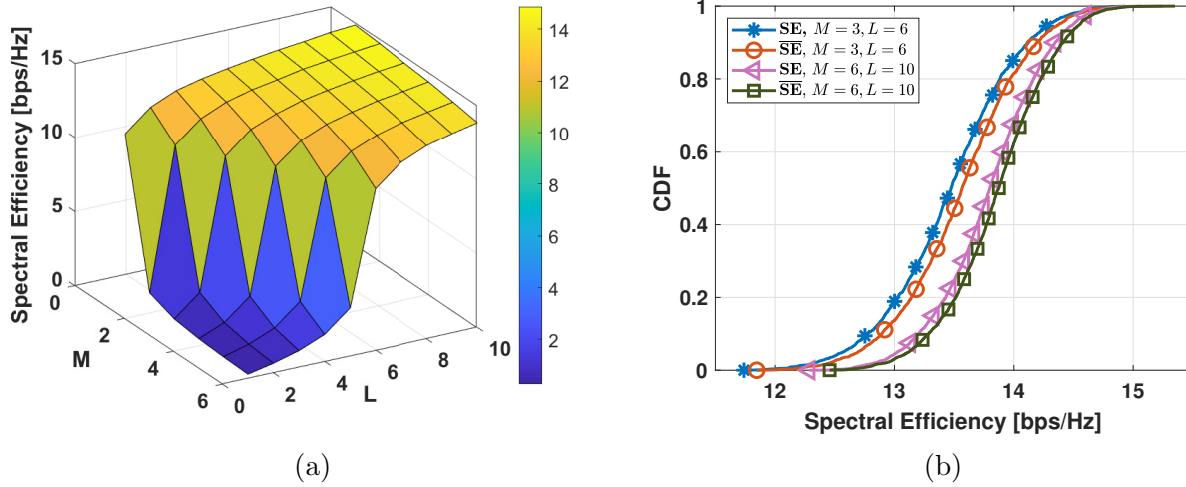 15
10
5
0
Spectral Efficiency [bps/Hz]
0
2
4
6
M
0
2
4
6
8
10
L
14
12
10
8
6
4
2
(a)
SE, M = 3, L = 6
S̅E̅, M = 3, L = 6
SE, M = 6, L = 10
S̅E̅, M = 6, L = 10
1
0.8
0.6
0.4
0.2
0
CDF
12
13
14
15
Spectral Efficiency [bps/Hz]
(b)